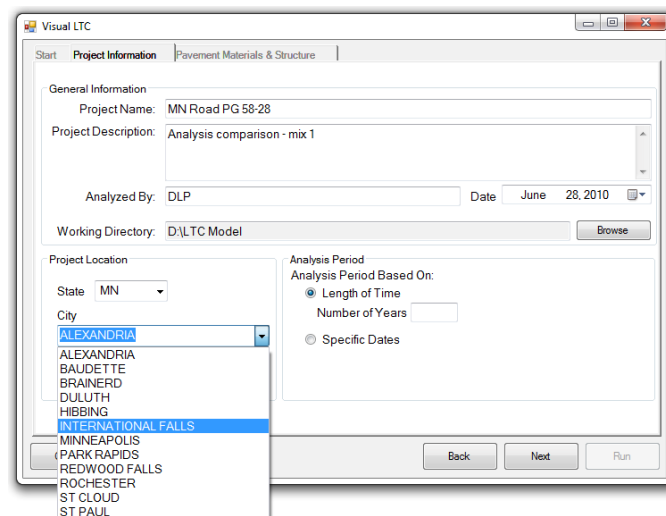 Visual LTC
Start Project Information Pavement Materials & Structure
General Information
Project Name: MN Road PG 58-28
Project Description: Analysis comparison - mix 1
Analyzed By: DLP Date June 28, 2010
Working Directory: D:\LTC Model Browse
Project Location
State MN
City
ALEXANDRIA
ALEXANDRIA
BAUDETTE
BRAINERD
DULUTH
HIBBING
INTERNATIONAL FALLS
MINNEAPOLIS
PARK RAPIDS
REDWOOD FALLS
ROCHESTER
ST CLOUD
ST PAUL
Analysis Period
Analysis Period Based On:
Length of Time
Number of Years
Specific Dates
Back Next Run